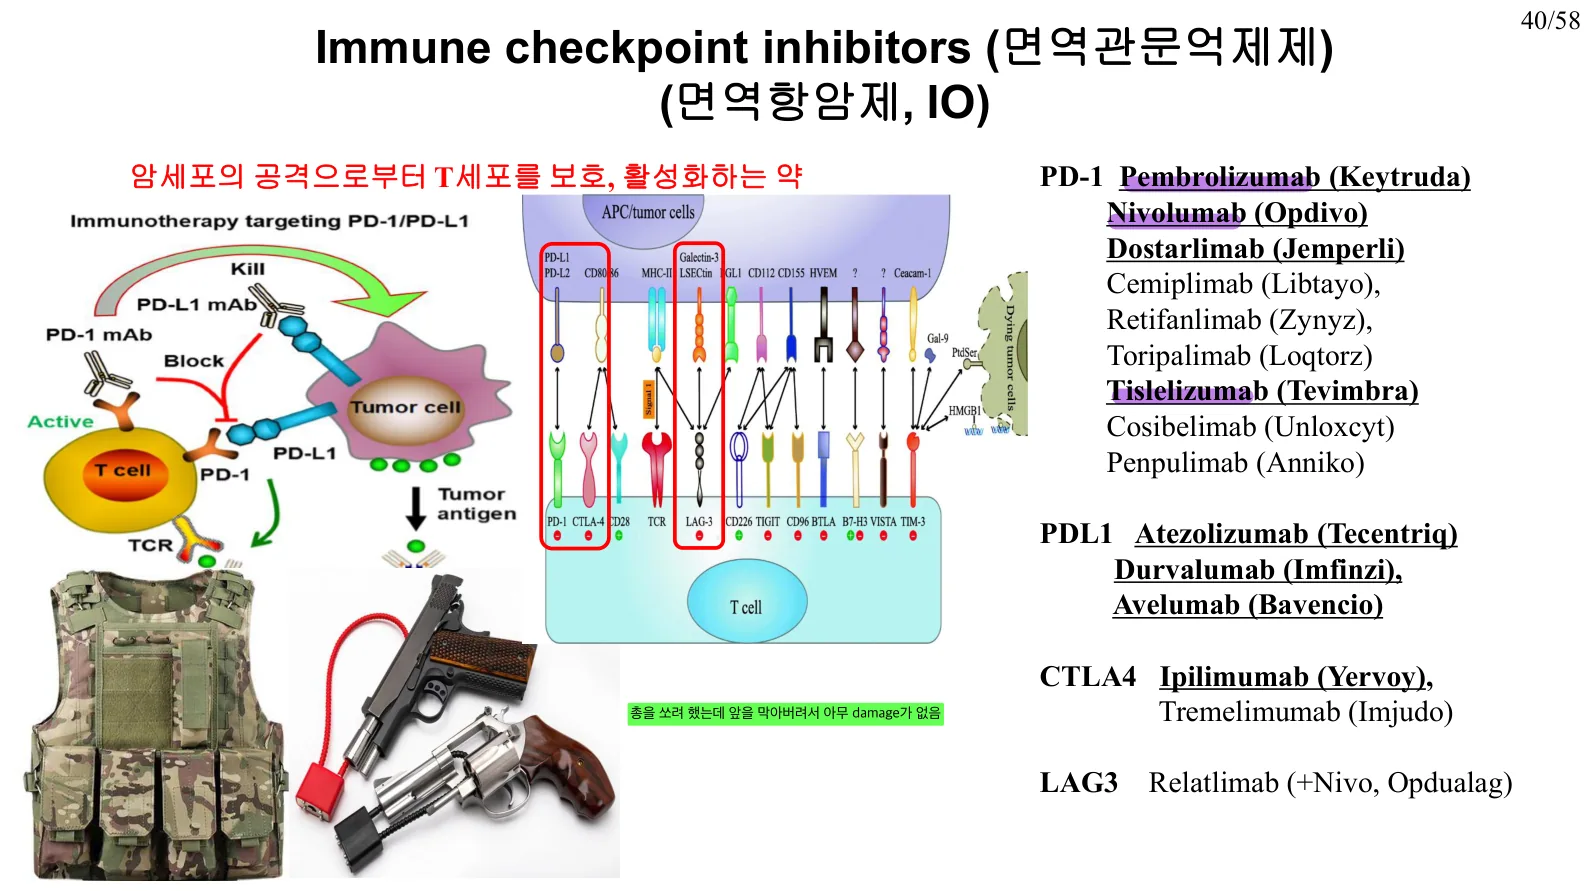 40/58
Immune checkpoint inhibitors (면역관문억제제)
(면역항암제, IO)
암세포의 공격으로부터 T세포를 보호, 활성화하는 약
Immunotherapy targeting PD-1/PD-L1
Kill
PD-L1 mAb
PD-1 mAb
Block
Active
Tumor cell
T cell
PD-1
PD-L1
TCR
Tumor
antigen
APC/tumor cells
PD-L1
PD-L2
CD80/86
MHC-II
Galectin-3
LSECtin
FGL1
CD112
CD155
HVEM
?
?
Ceacam-1
Gal-9
PtdSer
HMGB1
Dying tumor cells
Signal 1
PD-1
CTLA-4
CD28
TCR
LAG-3
CD226
TIGIT
CD96
BTLA
B7-H3
VISTA
TIM-3
T cell
총을 쏘려 했는데 앞을 막아버려서 아무 damage가 없음
PD-1 Pembrolizumab (Keytruda)
Nivolumab (Opdivo)
Dostarlimab (Jemperli)
Cemiplimab (Libtayo),
Retifanlimab (Zynyz),
Toripalimab (Loqtorz)
Tislelizumab (Tevimbra)
Cosibelimab (Unloxcyt)
Penpulimab (Anniko)
PDL1 Atezolizumab (Tecentriq)
Durvalumab (Imfinzi),
Avelumab (Bavencio)
CTLA4 Ipilimumab (Yervoy),
Tremelimumab (Imjudo)
LAG3 Relatlimab (+Nivo, Opdualag)